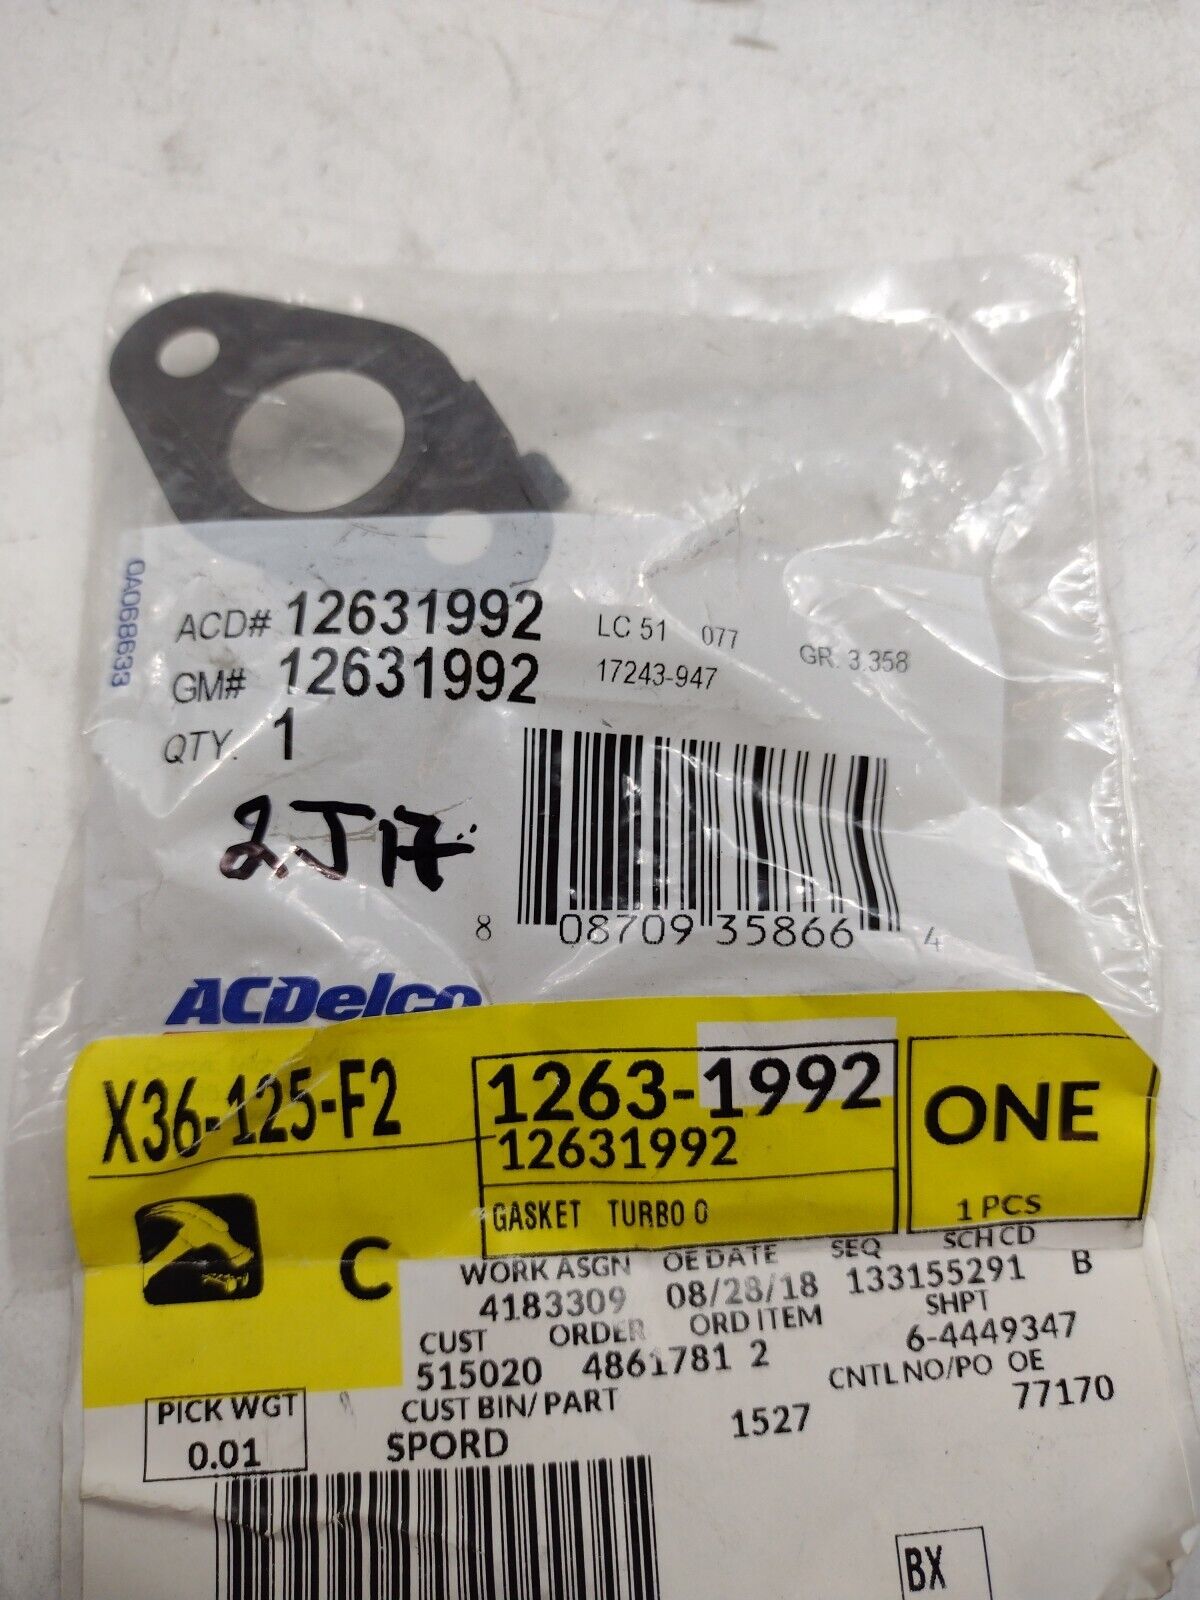 OA068633
ACD# 12631992 LC 51 077 GR. 3.358
GM# 12631992 17243-947
QTY. 1
2J17
8 08709 35866 4
ACDelco
X36-125-F2 1263-1992 ONE
12631992
GASKET TURBO O 1 PCS
C WORK ASGN OE DATE SEQ SCH CD
4183309 08/28/18 133155291 B
CUST ORDER ORD ITEM SHPT
515020 4861781 2 6-4449347
PICK WGT CUST BIN/PART CNTL NO/PO OE
0.01 SPORD 1527 77170
BX